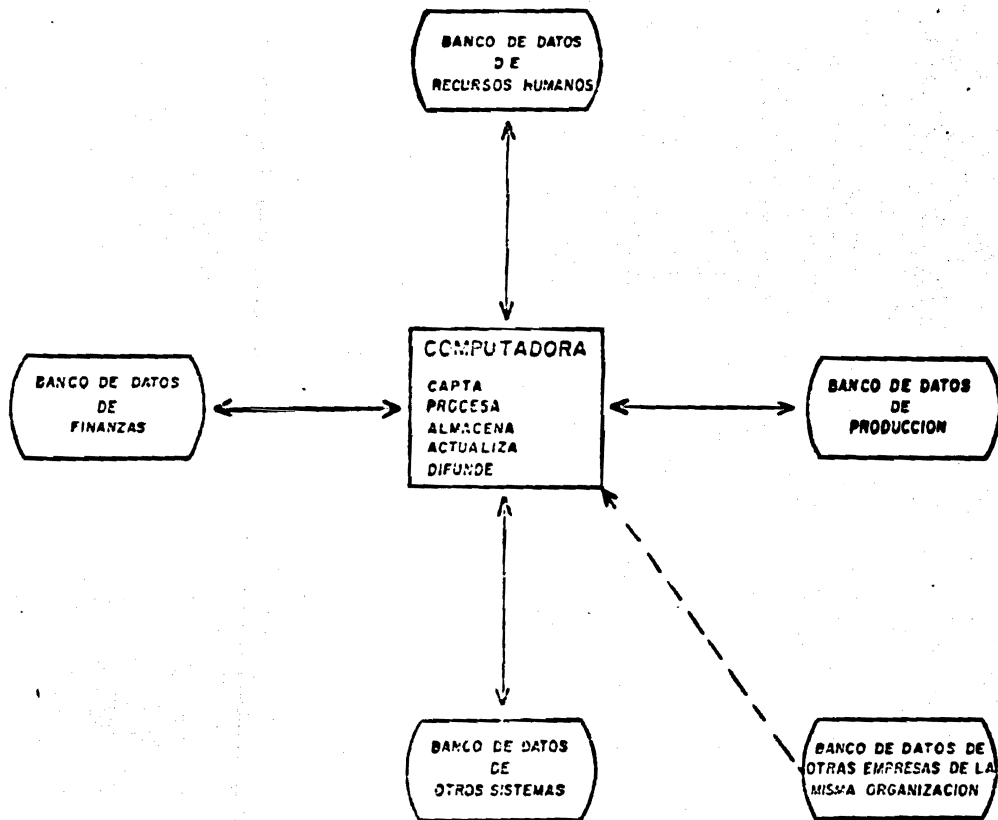 BANCO DE DATOS
DE
RECURSOS HUMANOS
COMPUTADORA
CAPTA
PROCESA
ALMACENA
ACTUALIZA
DIFUNDE
BANCO DE DATOS
DE
FINANZAS
BANCO DE DATOS
DE
PRODUCCION
BANCO DE DATOS
DE
OTROS SISTEMAS
BANCO DE DATOS DE
OTRAS EMPRESAS DE LA
MISMA ORGANIZACION